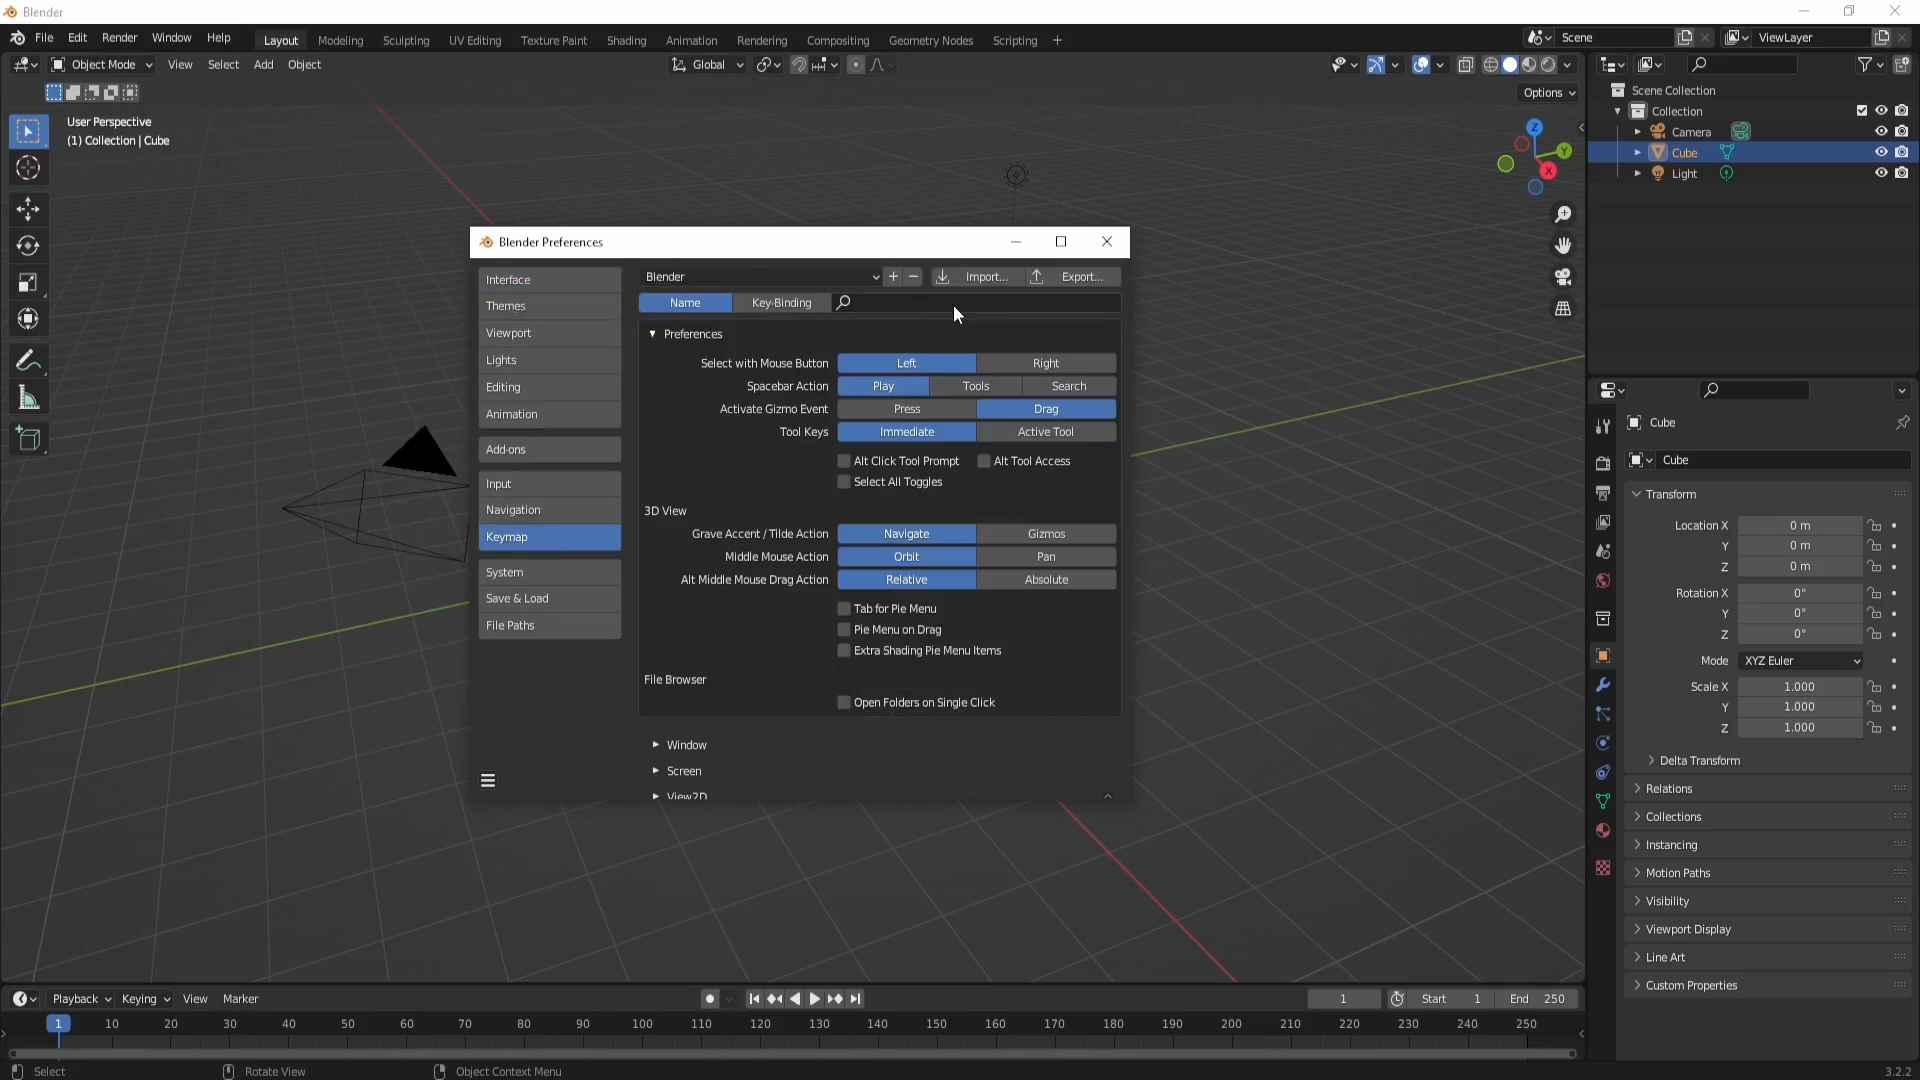 Blender
File Edit Render Window Help
Layout Modeling Sculpting UV Editing Texture Paint Shading Animation Rendering Compositing Geometry Nodes Scripting +
Scene
ViewLayer
Object Mode View Select Add Object
Global
Options
User Perspective
(1) Collection | Cube
Z
Y
X
Scene Collection
Collection
Camera
Cube
Light
Blender Preferences
Interface
Themes
Viewport
Lights
Editing
Animation
Add-ons
Input
Navigation
Keymap
System
Save & Load
File Paths
Blender
Import...
Export...
Name Key-Binding
Preferences
Select with Mouse Button Left Right
Spacebar Action Play Tools Search
Activate Gizmo Event Press Drag
Tool Keys Immediate Active Tool
Alt Click Tool Prompt Alt Tool Access
Select All Toggles
3D View
Grave Accent / Tilde Action Navigate Gizmos
Middle Mouse Action Orbit Pan
Alt Middle Mouse Drag Action Relative Absolute
Tab for Pie Menu
Pie Menu on Drag
Extra Shading Pie Menu Items
File Browser
Open Folders on Single Click
Window
Screen
View2D
Cube
Cube
Transform
Location X 0 m
Y 0 m
Z 0 m
Rotation X 0°
Y 0°
Z 0°
Mode XYZ Euler
Scale X 1.000
Y 1.000
Z 1.000
Delta Transform
Relations
Collections
Instancing
Motion Paths
Visibility
Viewport Display
Line Art
Custom Properties
Playback Keying View Marker
1
Start 1 End 250
1 10 20 30 40 50 60 70 80 90 100 110 120 130 140 150 160 170 180 190 200 210 220 230 240 250
Select Rotate View Object Context Menu
3.2.2